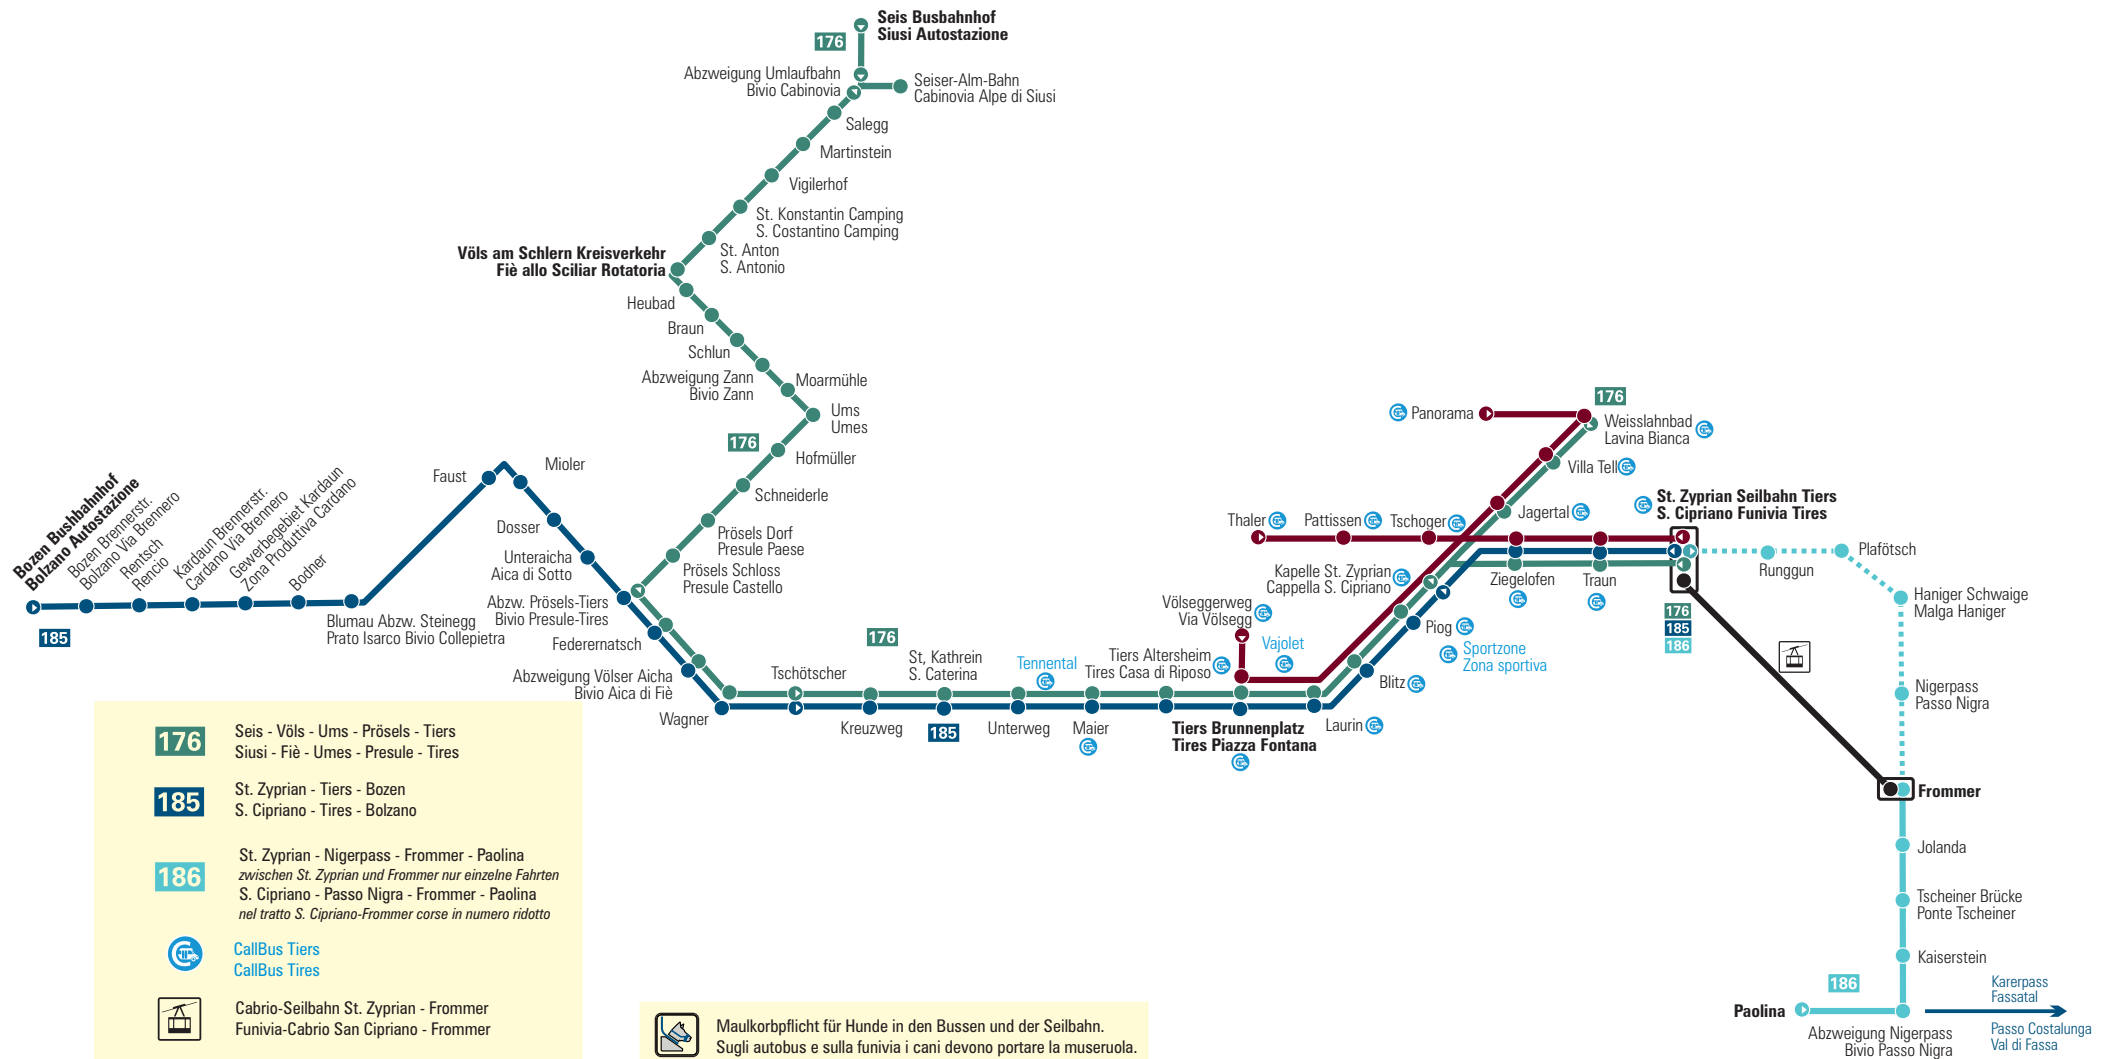 Seis Busbahnhof
Siusi Autostazione
176
Abzweigung Umlaufbahn
Bivio Cabinovia
Seiser-Alm-Bahn
Cabinovia Alpe di Siusi
Salegg
Martinstein
Vigilerhof
St. Konstantin Camping
S. Costantino Camping
St. Anton
S. Antonio
Völs am Schlern Kreisverkehr
Fiè allo Sciliar Rotatoria
Heubad
Braun
Schlun
Abzweigung Zann
Bivio Zann
Moarmühle
Ums
Umes
176
Hofmüller
Schneiderle
Prösels Dorf
Presule Paese
Prösels Schloss
Presule Castello
Bozen Bushbahnhof
Bolzano Autostazione
Bozen Brennerstr.
Bolzano Via Brennero
Rentsch
Rencio
Kardaun Brennerstr.
Cardano Via Brennero
Gewerbegebiet Kardaun
Zona Produttiva Cardano
Bodner
185
Blumau Abzw. Steinegg
Prato Isarco Bivio Collepietra
Faust
Mioler
Dosser
Unteraicha
Aica di Sotto
Abzw. Prösels-Tiers
Bivio Presule-Tires
Federernatsch
Abzweigung Völser Aicha
Bivio Aica di Fiè
Wagner
Tschötscher
176
Kreuzweg
St, Kathrein
S. Caterina
185
Tennental
Unterweg
Maier
Tiers Altersheim
Tires Casa di Riposo
Tiers Brunnenplatz
Tires Piazza Fontana
Völseggerweg
Via Völsegg
Vajolet
Laurin
Blitz
Piog
Sportzone
Zona sportiva
Kapelle St. Zyprian
Cappella S. Cipriano
Thaler
Pattissen
Tschoger
Panorama
176
Weisslahnbad
Lavina Bianca
Villa Tell
Jagertal
Ziegelofen
Traun
St. Zyprian Seilbahn Tiers
S. Cipriano Funivia Tires
176
185
186
Runggun
Plafötsch
Haniger Schwaige
Malga Haniger
Nigerpass
Passo Nigra
Frommer
Jolanda
Tscheiner Brücke
Ponte Tscheiner
Kaiserstein
186
Paolina
Abzweigung Nigerpass
Bivio Passo Nigra
Karerpass
Fassatal
Passo Costalunga
Val di Fassa
176
Seis - Völs - Ums - Prösels - Tiers
Siusi - Fiè - Umes - Presule - Tires
185
St. Zyprian - Tiers - Bozen
S. Cipriano - Tires - Bolzano
186
St. Zyprian - Nigerpass - Frommer - Paolina
zwischen St. Zyprian und Frommer nur einzelne Fahrten
S. Cipriano - Passo Nigra - Frommer - Paolina
nel tratto S. Cipriano-Frommer corse in numero ridotto
CallBus Tiers
CallBus Tires
Cabrio-Seilbahn St. Zyprian - Frommer
Funivia-Cabrio San Cipriano - Frommer
Maulkorbpflicht für Hunde in den Bussen und der Seilbahn.
Sugli autobus e sulla funivia i cani devono portare la museruola.